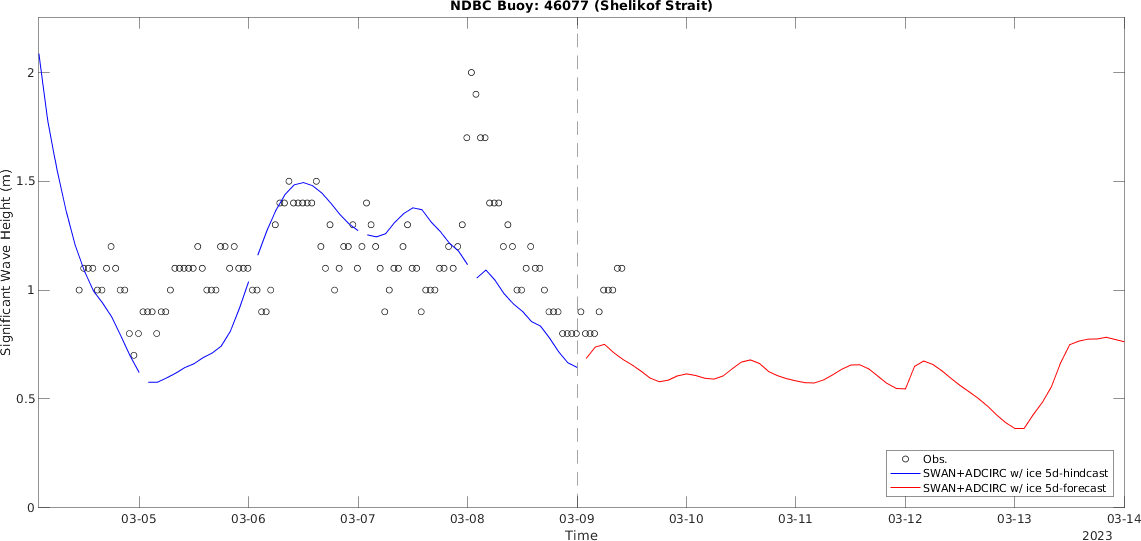 NDBC Buoy: 46077 (Shelikof Strait)
Significant Wave Height (m)
2
1.5
1
0.5
0
Obs.
SWAN+ADCIRC w/ ice 5d-hindcast
SWAN+ADCIRC w/ ice 5d-forecast
03-05 03-06 03-07 03-08 03-09 03-10 03-11 03-12 03-13 03-14
Time
2023